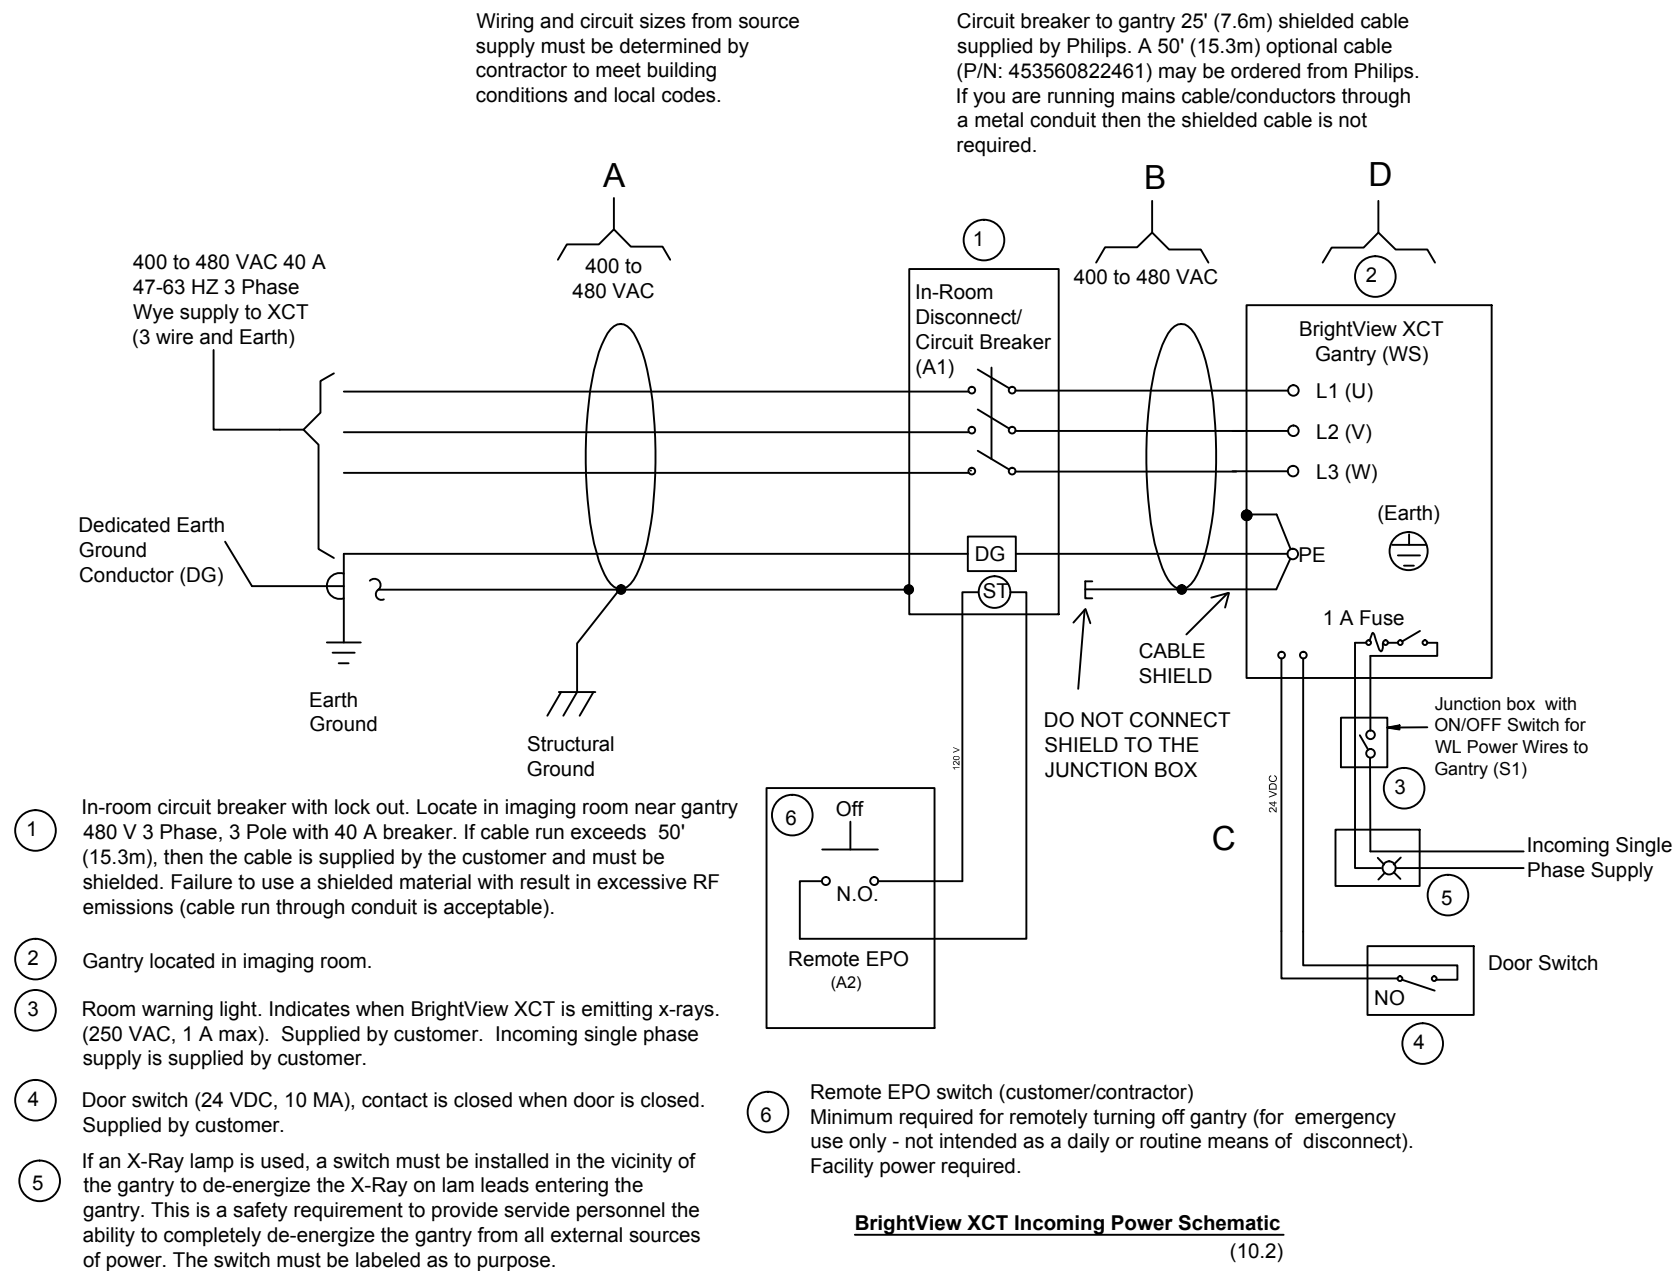 Wiring and circuit sizes from source
supply must be determined by
contractor to meet building
conditions and local codes.
Circuit breaker to gantry 25' (7.6m) shielded cable
supplied by Philips. A 50' (15.3m) optional cable
(P/N: 453560822461) may be ordered from Philips.
If you are running mains cable/conductors through
a metal conduit then the shielded cable is not
required.
A
B
D
1
2
400 to 480 VAC 40 A
47-63 HZ 3 Phase
Wye supply to XCT
(3 wire and Earth)
400 to
480 VAC
In-Room
Disconnect/
Circuit Breaker
(A1)
400 to 480 VAC
BrightView XCT
Gantry (WS)
L1 (U)
L2 (V)
L3 (W)
(Earth)
PE
Dedicated Earth
Ground
Conductor (DG)
DG
ST
1 A Fuse
CABLE
SHIELD
Earth
Ground
Structural
Ground
DO NOT CONNECT
SHIELD TO THE
JUNCTION BOX
Junction box with
ON/OFF Switch for
WL Power Wires to
Gantry (S1)
120 V
24 VDC
3
C
Incoming Single
Phase Supply
5
6
Off
N.O.
Remote EPO
(A2)
Door Switch
NO
4
1
In-room circuit breaker with lock out. Locate in imaging room near gantry
480 V 3 Phase, 3 Pole with 40 A breaker. If cable run exceeds 50'
(15.3m), then the cable is supplied by the customer and must be
shielded. Failure to use a shielded material with result in excessive RF
emissions (cable run through conduit is acceptable).
2
Gantry located in imaging room.
3
Room warning light. Indicates when BrightView XCT is emitting x-rays.
(250 VAC, 1 A max). Supplied by customer. Incoming single phase
supply is supplied by customer.
4
Door switch (24 VDC, 10 MA), contact is closed when door is closed.
Supplied by customer.
5
If an X-Ray lamp is used, a switch must be installed in the vicinity of
the gantry to de-energize the X-Ray on lam leads entering the
gantry. This is a safety requirement to provide servide personnel the
ability to completely de-energize the gantry from all external sources
of power. The switch must be labeled as to purpose.
6
Remote EPO switch (customer/contractor)
Minimum required for remotely turning off gantry (for emergency
use only - not intended as a daily or routine means of disconnect).
Facility power required.
BrightView XCT Incoming Power Schematic
(10.2)